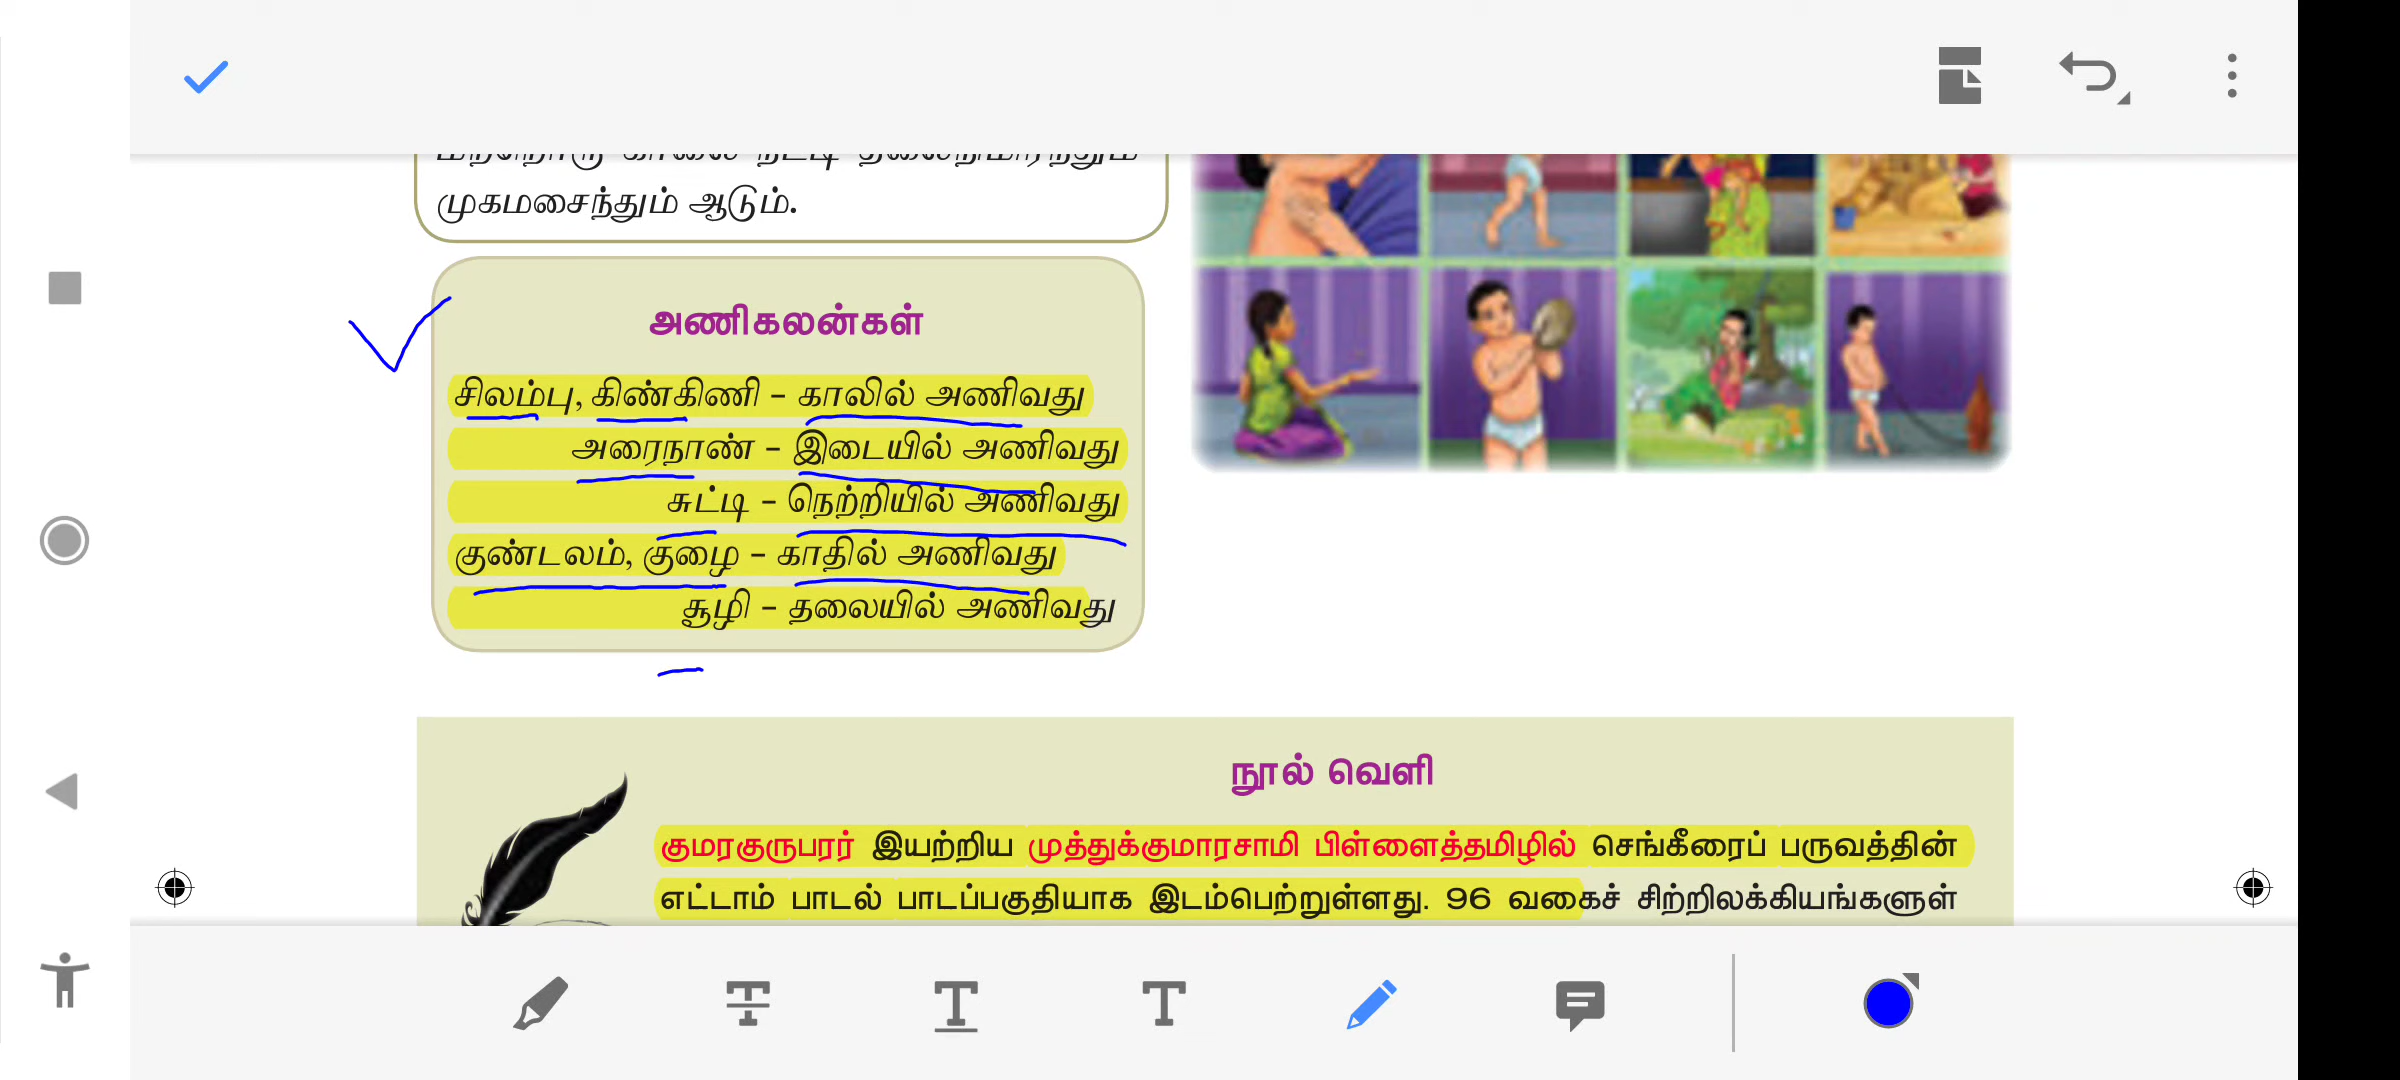 முகமசைந்தும் ஆடும்.
அணிகலன்கள்
சிலம்பு, கிண்கிணி – காலில் அணிவது
அரைநாண் – இடையில் அணிவது
சுட்டி – நெற்றியில் அணிவது
குண்டலம், குழை – காதில் அணிவது
சூழி – தலையில் அணிவது
நூல் வெளி
குமரகுருபரர் இயற்றிய முத்துக்குமாரசாமி பிள்ளைத்தமிழில் செங்கீரைப் பருவத்தின்
எட்டாம் பாடல் பாடப்பகுதியாக இடம்பெற்றுள்ளது. 96 வகைச் சிற்றிலக்கியங்களுள்